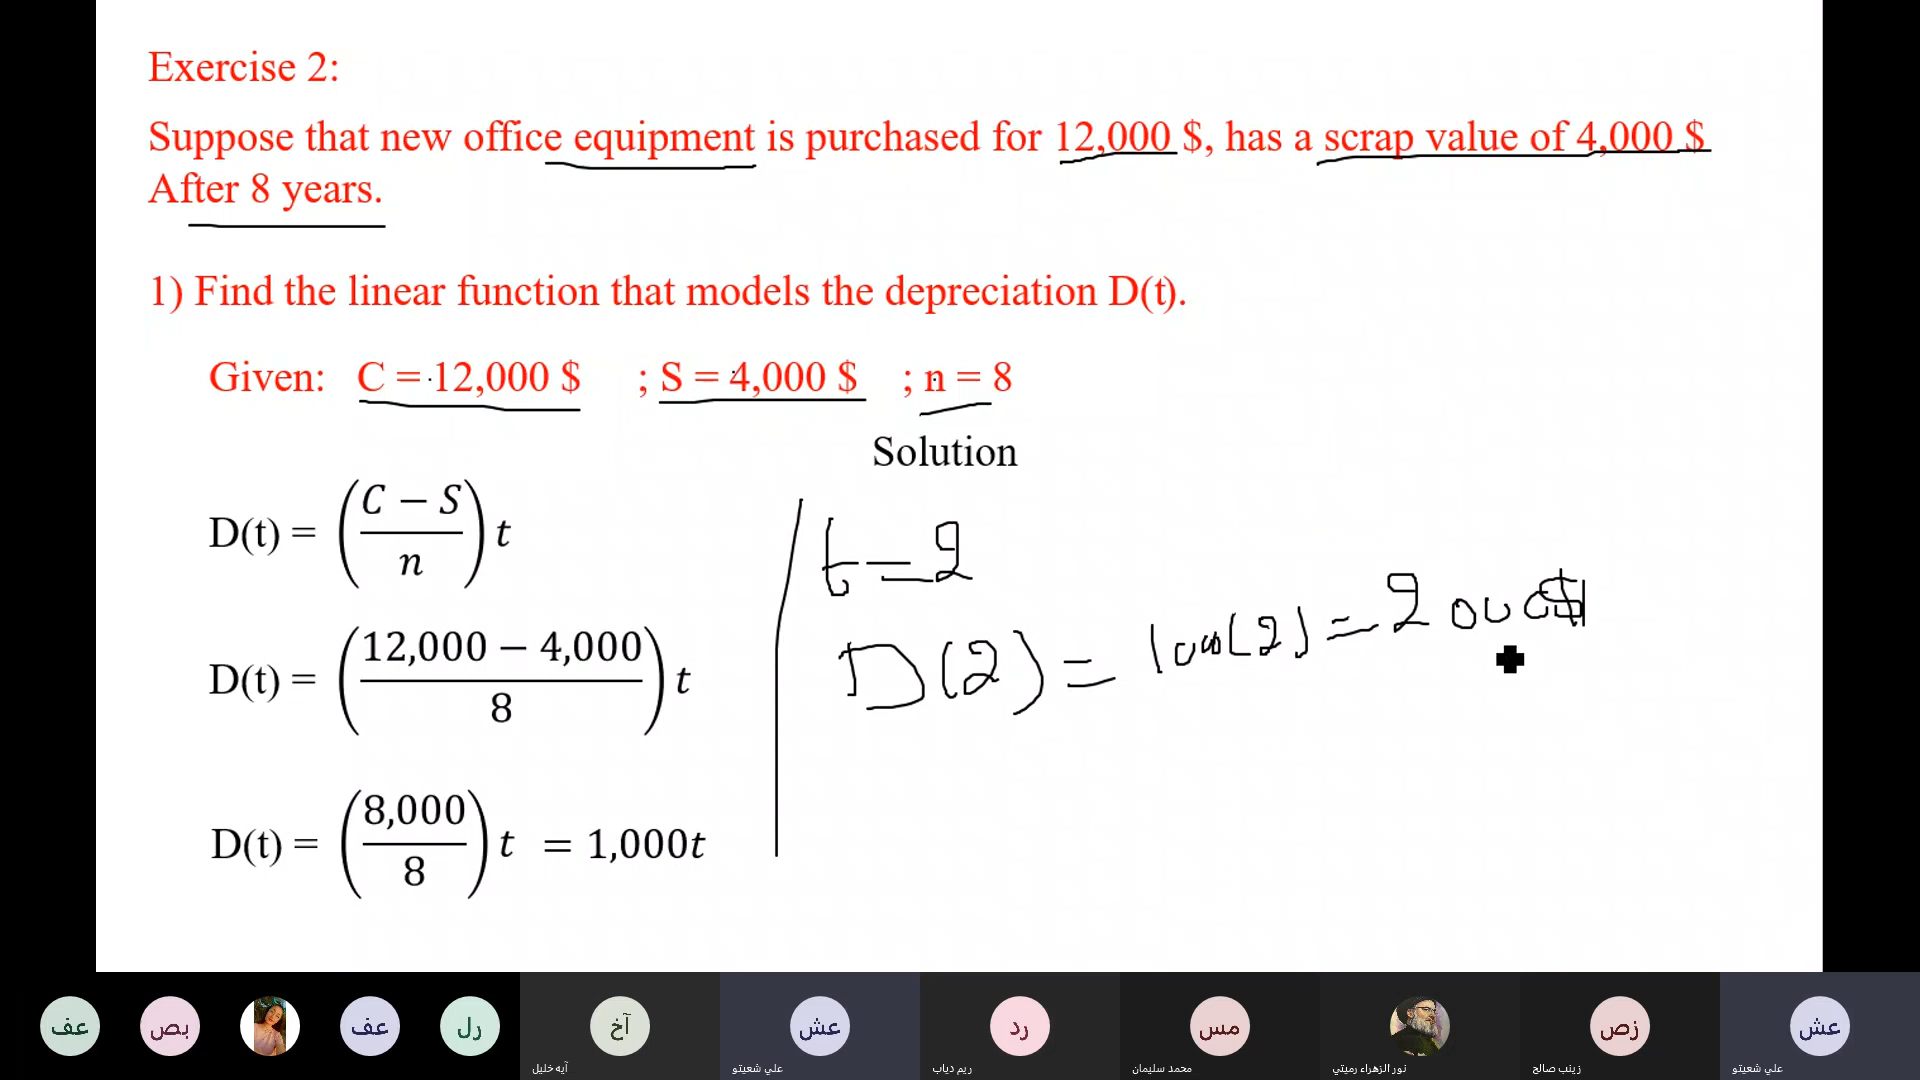 Exercise 2:
Suppose that new office equipment is purchased for 12,000 $, has a scrap value of 4,000 $
After 8 years.
1) Find the linear function that models the depreciation D(t).
Given: C = 12,000 $ ; S = 4,000 $ ; n = 8
Solution
D(t) = (C − S / n) t
D(t) = (12,000 − 4,000 / 8) t
D(t) = (8,000 / 8) t = 1,000t
t = 2
D(2) = 1000(2) = 2000$
عف
بص
عف
رل
آخ
عش
رد
مس
زص
عش
آيه خليل
علي شعيتو
ريم دياب
محمد سليمان
نور الزهراء رميتي
زينب صالح
علي شعيتو